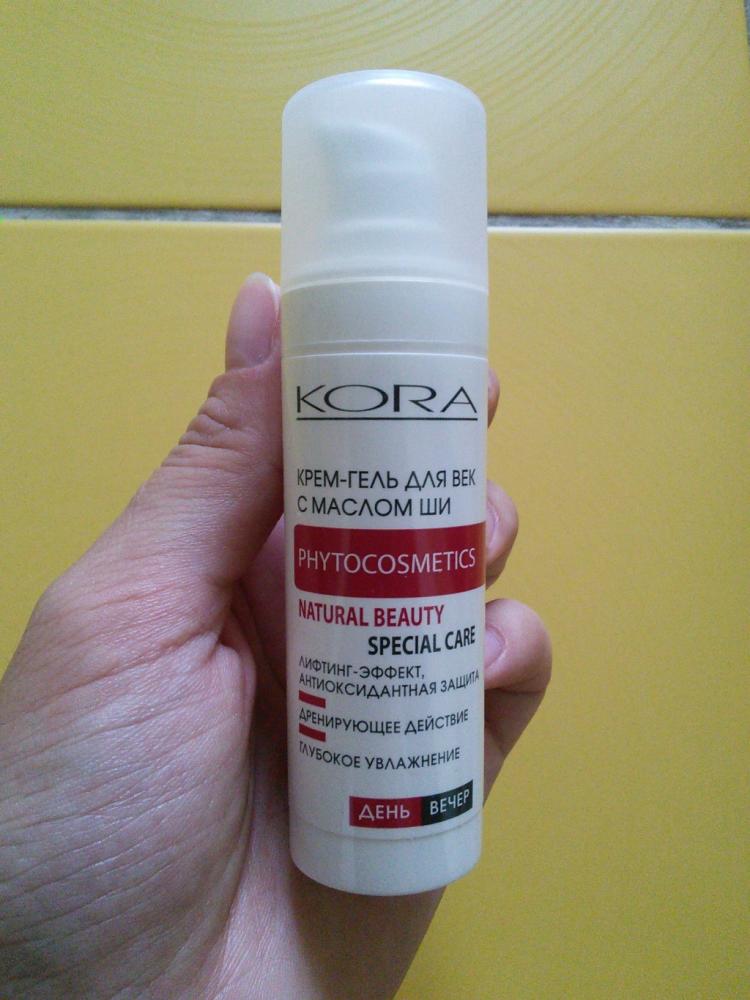 KORA
КРЕМ-ГЕЛЬ ДЛЯ ВЕК
С МАСЛОМ ШИ
PHYTOCOSMETICS
NATURAL BEAUTY
SPECIAL CARE
ЛИФТИНГ-ЭФФЕКТ,
АНТИОКСИДАНТНАЯ ЗАЩИТА
ДРЕНИРУЮЩЕЕ ДЕЙСТВИЕ
ГЛУБОКОЕ УВЛАЖНЕНИЕ
ДЕНЬ ВЕЧЕР